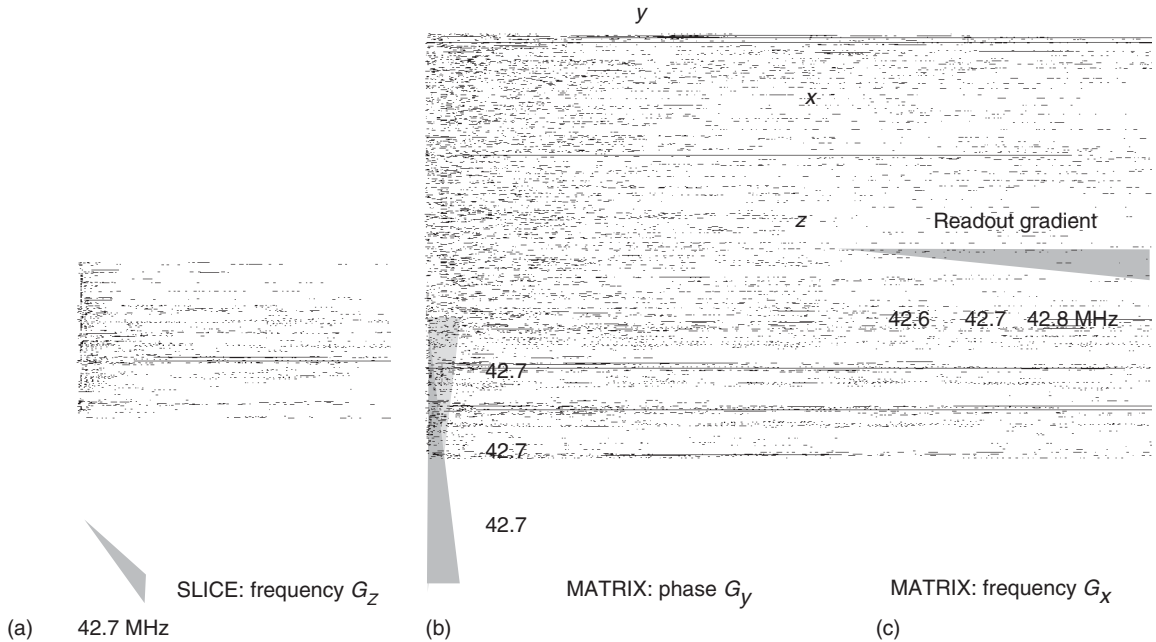 y
x
z
Readout gradient
42.6 42.7 42.8 MHz
42.7
42.7
42.7
SLICE: frequency Gz
MATRIX: phase Gy
MATRIX: frequency Gx
(a) 42.7 MHz
(b)
(c)